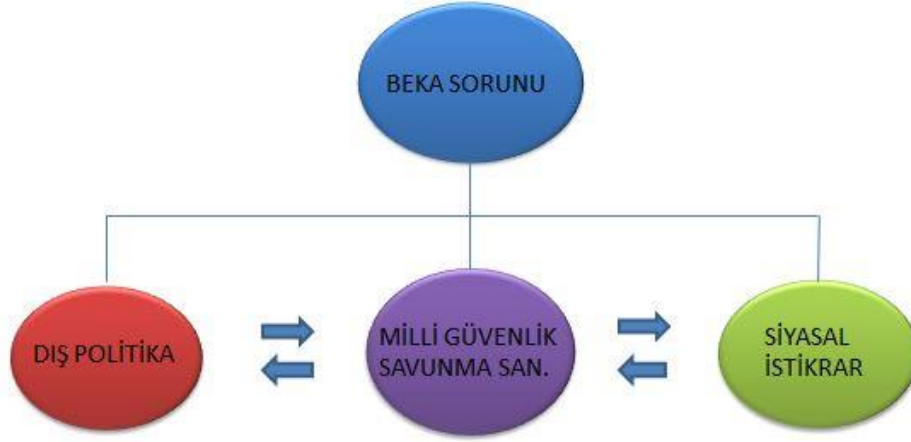 BEKA SORUNU
DIŞ POLİTİKA
MİLLİ GÜVENLİK
SAVUNMA SAN.
SİYASAL
İSTİKRAR